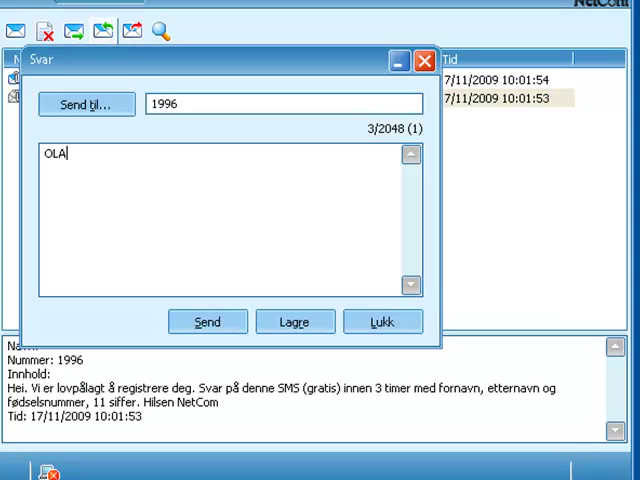 NetCom
Svar
Tid
Send til...
1996
17/11/2009 10:01:54
17/11/2009 10:01:53
3/2048 (1)
OLA
Send
Lagre
Lukk
Nummer: 1996
Innhold:
Hei. Vi er lovpålagt å registrere deg. Svar på denne SMS (gratis) innen 3 timer med fornavn, etternavn og
fødselsnummer, 11 siffer. Hilsen NetCom
Tid: 17/11/2009 10:01:53